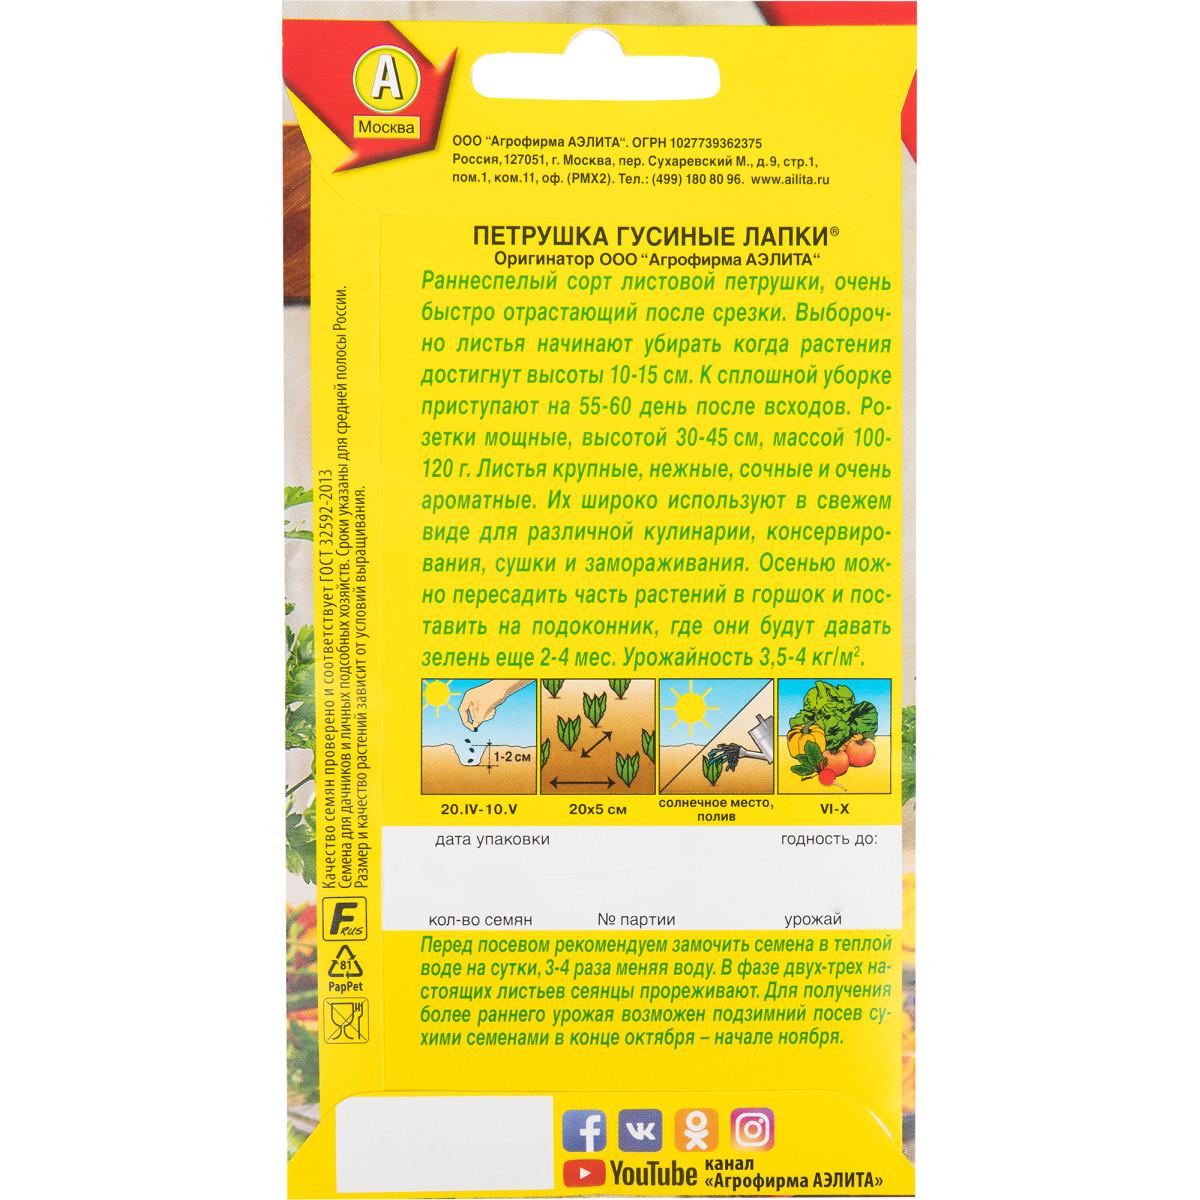 А
Москва
ООО "Агрофирма АЭЛИТА". ОГРН 1027739362375
Россия,127051, г. Москва, пер. Сухаревский М., д.9, стр.1,
пом.1, ком.11, оф. (РМХ2). Тел.: (499) 180 80 96. www.ailita.ru
ПЕТРУШКА ГУСИНЫЕ ЛАПКИ®
Оригинатор ООО "Агрофирма АЭЛИТА"
Раннеспелый сорт листовой петрушки, очень
быстро отрастающий после срезки. Выбороч-
но листья начинают убирать когда растения
достигнут высоты 10-15 см. К сплошной уборке
приступают на 55-60 день после всходов. Ро-
зетки мощные, высотой 30-45 см, массой 100-
120 г. Листья крупные, нежные, сочные и очень
ароматные. Их широко используют в свежем
виде для различной кулинарии, консервиро-
вания, сушки и замораживания. Осенью мож-
но пересадить часть растений в горшок и пос-
тавить на подоконник, где они будут давать
зелень еще 2-4 мес. Урожайность 3,5-4 кг/м².
1-2 см
20.IV-10.V
20х5 см
солнечное место,
полив
VI-X
дата упаковки
годность до:
кол-во семян
№ партии
урожай
Перед посевом рекомендуем замочить семена в теплой
воде на сутки, 3-4 раза меняя воду. В фазе двух-трех на-
стоящих листьев сеянцы прореживают. Для получения
более раннего урожая возможен подзимний посев су-
хими семенами в конце октября – начале ноября.
Качество семян проверено и соответствует ГОСТ 32592-2013
Семена для дачников и личных подсобных хозяйств. Сроки указаны для средней полосы России.
Размер и качество растений зависит от условий выращивания.
F RUS
81
PapPet
YouTube
канал
«Агрофирма АЭЛИТА»